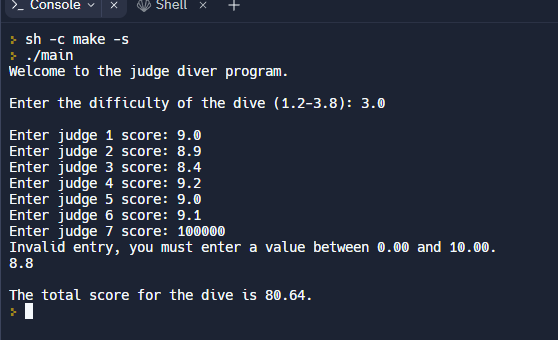 Console
Shell
sh -c make -s
./main
Welcome to the judge diver program.
Enter the difficulty of the dive (1.2-3.8): 3.0
Enter judge 1 score: 9.0
Enter judge 2 score: 8.9
Enter judge 3 score: 8.4
Enter judge 4 score: 9.2
Enter judge 5 score: 9.0
Enter judge 6 score: 9.1
Enter judge 7 score: 100000
Invalid entry, you must enter a value between 0.00 and 10.00.
8.8
The total score for the dive is 80.64.